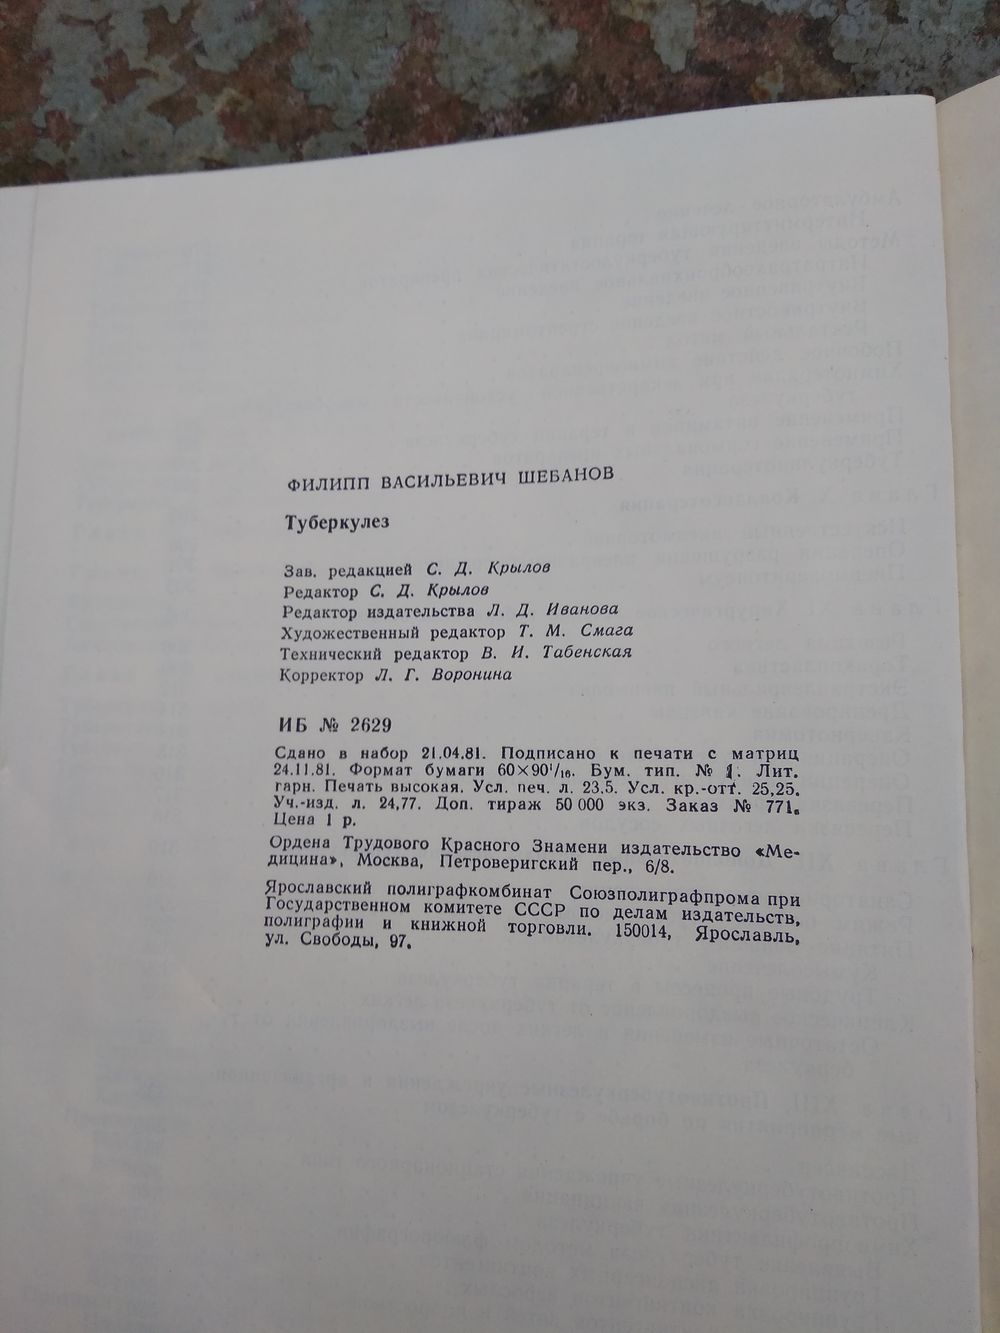 ФИЛИПП ВАСИЛЬЕВИЧ ШЕБАНОВ
Туберкулез
Зав. редакцией С. Д. Крылов
Редактор С. Д. Крылов
Редактор издательства Л. Д. Иванова
Художественный редактор Т. М. Смага
Технический редактор В. И. Табенская
Корректор Л. Г. Воронина
ИБ № 2629
Сдано в набор 21.04.81. Подписано к печати с матриц
24.11.81. Формат бумаги 60×90¹/₁₆. Бум. тип. № 1. Лит.
гарн. Печать высокая. Усл. печ. л. 23,5. Усл. кр.-отт. 25,25.
Уч.-изд. л. 24,77. Доп. тираж 50 000 экз. Заказ № 771.
Цена 1 р.
Ордена Трудового Красного Знамени издательство «Ме-
дицина», Москва, Петроверигский пер., 6/8.
Ярославский полиграфкомбинат Союзполиграфпрома при
Государственном комитете СССР по делам издательств,
полиграфии и книжной торговли. 150014, Ярославль,
ул. Свободы, 97.